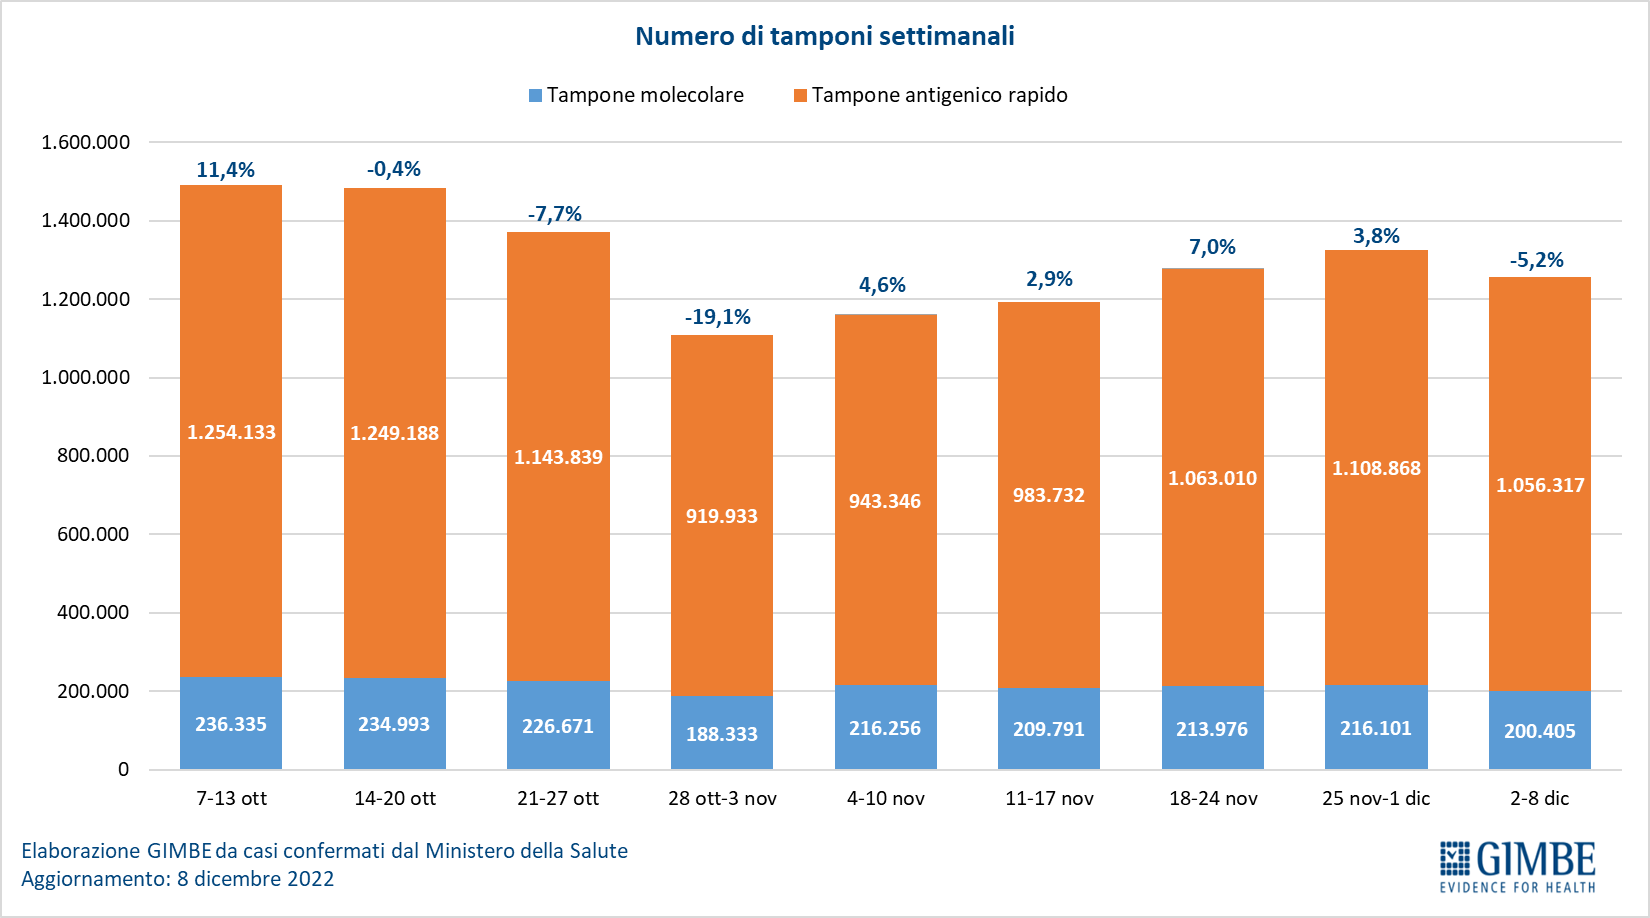 Numero di tamponi settimanali
Tampone molecolare Tampone antigenico rapido
1.600.000
1.400.000
1.200.000
1.000.000
800.000
600.000
400.000
200.000
0
11,4% -0,4% -7,7% -19,1% 4,6% 2,9% 7,0% 3,8% -5,2%
1.254.133 1.249.188 1.143.839 919.933 943.346 983.732 1.063.010 1.108.868 1.056.317
236.335 234.993 226.671 188.333 216.256 209.791 213.976 216.101 200.405
7-13 ott 14-20 ott 21-27 ott 28 ott-3 nov 4-10 nov 11-17 nov 18-24 nov 25 nov-1 dic 2-8 dic
Elaborazione GIMBE da casi confermati dal Ministero della Salute
Aggiornamento: 8 dicembre 2022
GIMBE
EVIDENCE FOR HEALTH